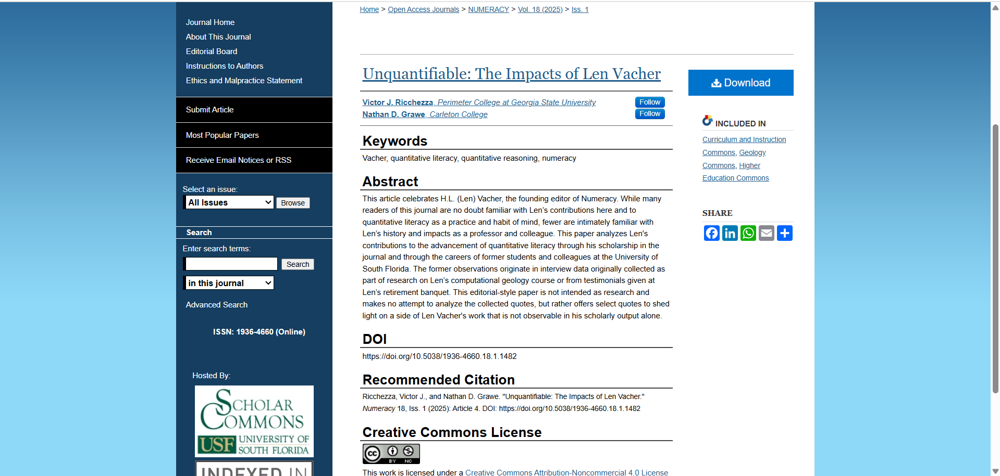 Home > Open Access Journals > NUMERACY > Vol. 18 (2025) > Iss. 1
Journal Home
About This Journal
Editorial Board
Instructions to Authors
Ethics and Malpractice Statement
Submit Article
Most Popular Papers
Receive Email Notices or RSS
Select an issue:
All Issues
Browse
Search
Enter search terms:
Search
in this journal
Advanced Search
ISSN: 1936-4660 (Online)
Hosted By:
SCHOLAR
COMMONS
USF UNIVERSITY OF
SOUTH FLORIDA
INDEXED IN
Unquantifiable: The Impacts of Len Vacher
Victor J. Ricchezza, Perimeter College at Georgia State University
Follow
Nathan D. Grawe, Carleton College
Follow
Keywords
Vacher, quantitative literacy, quantitative reasoning, numeracy
Abstract
This article celebrates H.L. (Len) Vacher, the founding editor of Numeracy. While many
readers of this journal are no doubt familiar with Len’s contributions here and to
quantitative literacy as a practice and habit of mind, fewer are intimately familiar with
Len’s history and impacts as a professor and colleague. This paper analyzes Len's
contributions to the advancement of quantitative literacy through his scholarship in the
journal and through the careers of former students and colleagues at the University of
South Florida. The former observations originate in interview data originally collected as
part of research on Len’s computational geology course or from testimonials given at
Len’s retirement banquet. This editorial-style paper is not intended as research and
makes no attempt to analyze the collected quotes, but rather offers select quotes to shed
light on a side of Len Vacher's work that is not observable in his scholarly output alone.
DOI
https://doi.org/10.5038/1936-4660.18.1.1482
Recommended Citation
Ricchezza, Victor J., and Nathan D. Grawe. "Unquantifiable: The Impacts of Len Vacher."
Numeracy 18, Iss. 1 (2025): Article 4. DOI: https://doi.org/10.5038/1936-4660.18.1.1482
Creative Commons License
cc BY NC
This work is licensed under a Creative Commons Attribution-Noncommercial 4.0 License
Download
INCLUDED IN
Curriculum and Instruction
Commons, Geology
Commons, Higher
Education Commons
SHARE